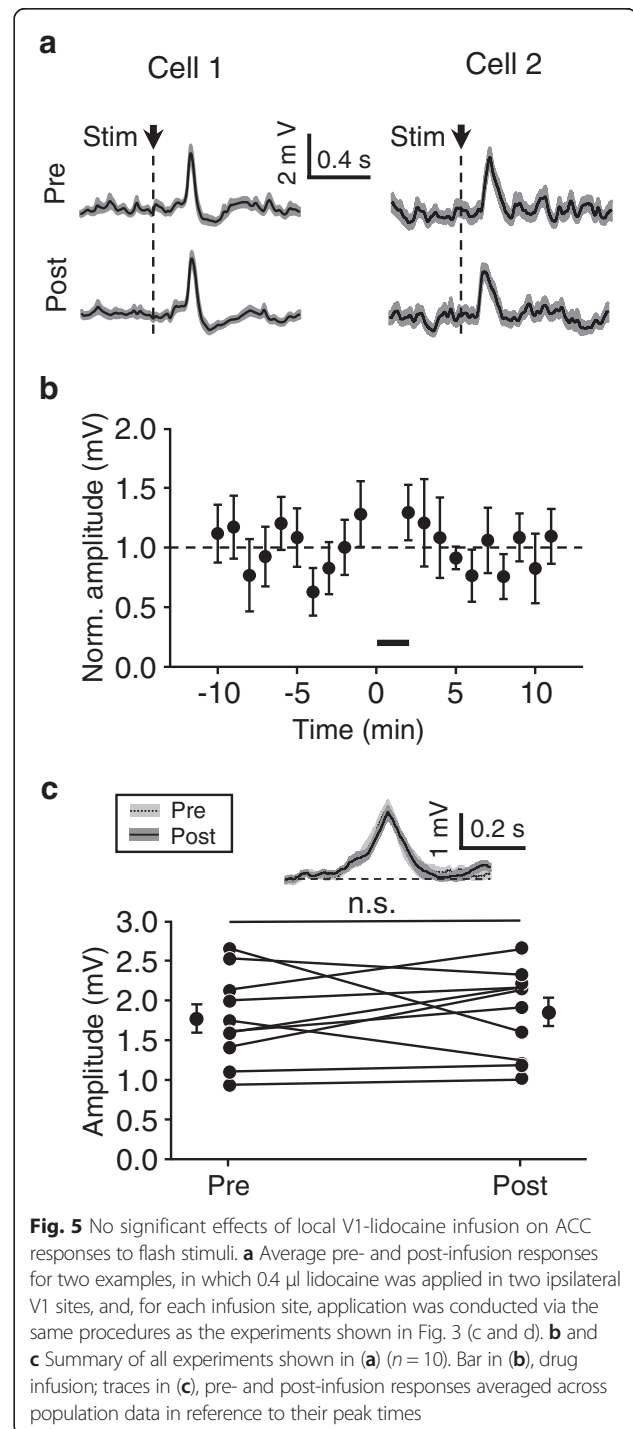 a
Cell 1
Cell 2
Stim
2 mV
0.4 s
Stim
Pre
Post
b
Norm. amplitude (mV)
2.0
1.5
1.0
0.5
0.0
-10 -5 0 5 10
Time (min)
c
Pre
Post
1 mV
0.2 s
n.s.
Amplitude (mV)
3.0
2.5
2.0
1.5
1.0
0.5
0.0
Pre
Post
Fig. 5 No significant effects of local V1-lidocaine infusion on ACC
responses to flash stimuli. a Average pre- and post-infusion responses
for two examples, in which 0.4 μl lidocaine was applied in two ipsilateral
V1 sites, and, for each infusion site, application was conducted via the
same procedures as the experiments shown in Fig. 3 (c and d). b and
c Summary of all experiments shown in (a) (n = 10). Bar in (b), drug
infusion; traces in (c), pre- and post-infusion responses averaged across
population data in reference to their peak times